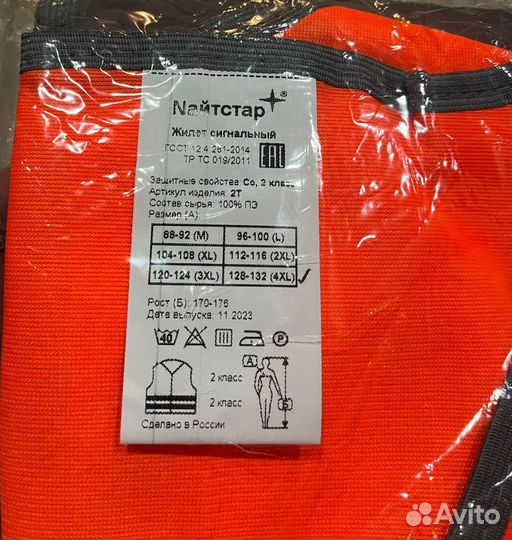 Nайтстар ®
Жилет сигнальный
ГОСТ 12.4.281-2014
ТР ТС 019/2011
EAC
Защитные свойства: Со, 2 класс
Артикул изделия: 2Т
Состав сырья: 100% ПЭ
Размер (А):
88-92 (M) 96-100 (L)
104-108 (XL) 112-116 (2XL)
120-124 (3XL) 128-132 (4XL)
Рост (Б): 170-176
Дата выпуска: 11.2023
40 P
А
2 класс
2 класс
Б
Сделано в России
Avito